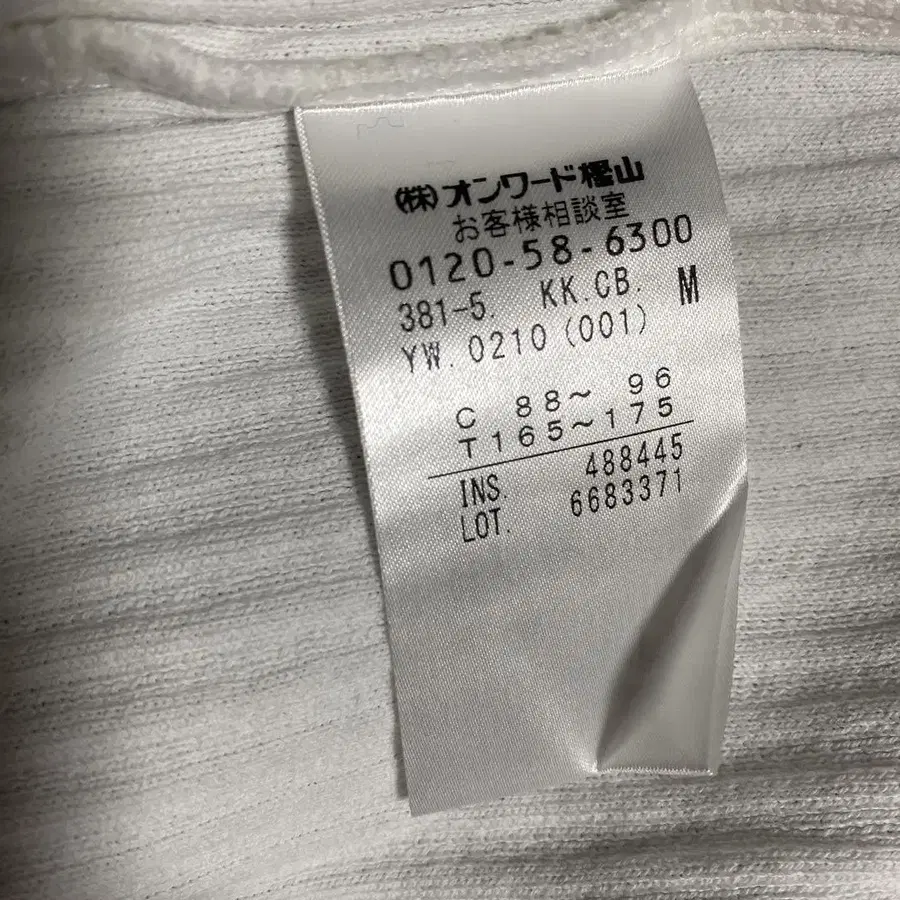 (株)オンワード樫山
お客様相談室
0120-58-6300
381-5. KK.CB. M
YW.0210(001)
C 88～ 96
T165～175
INS. 488445
LOT. 6683371